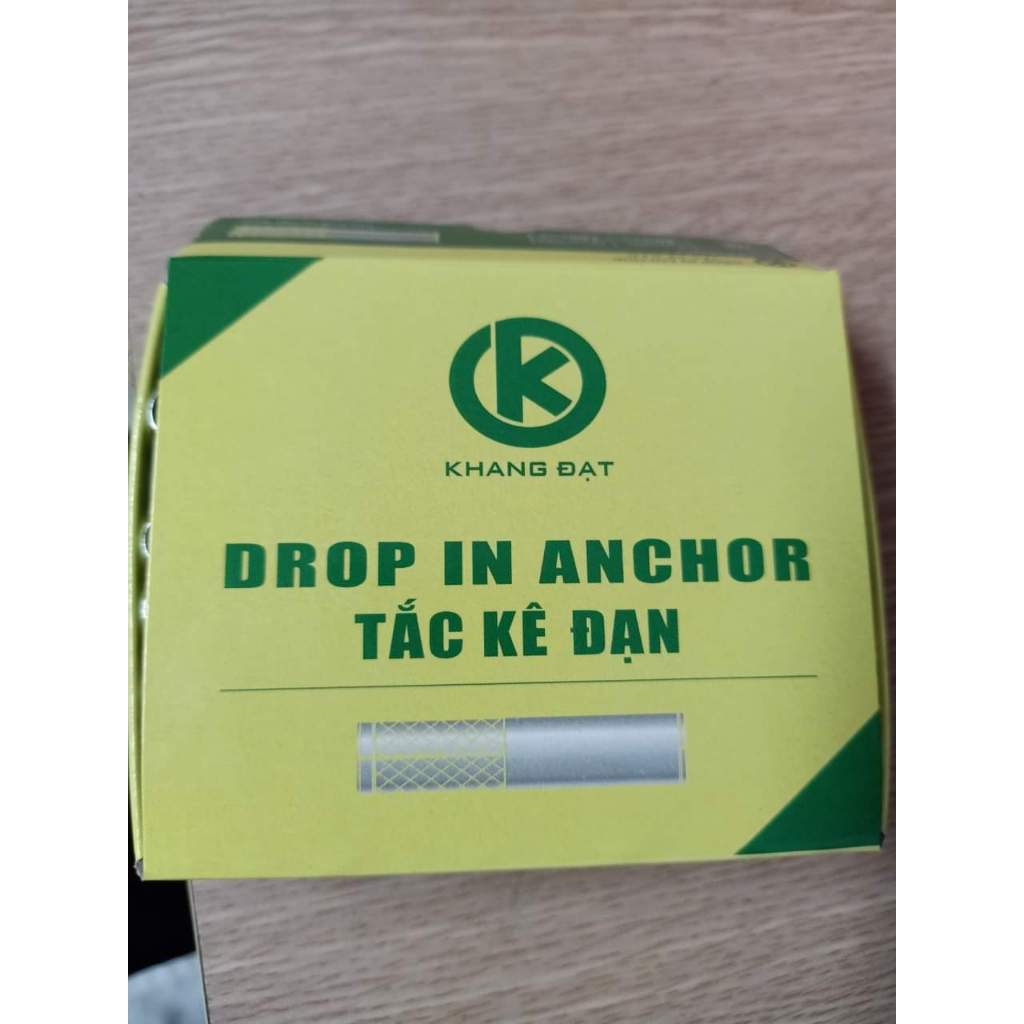 KHANG ĐẠT
DROP IN ANCHOR
TẮC KÊ ĐẠN